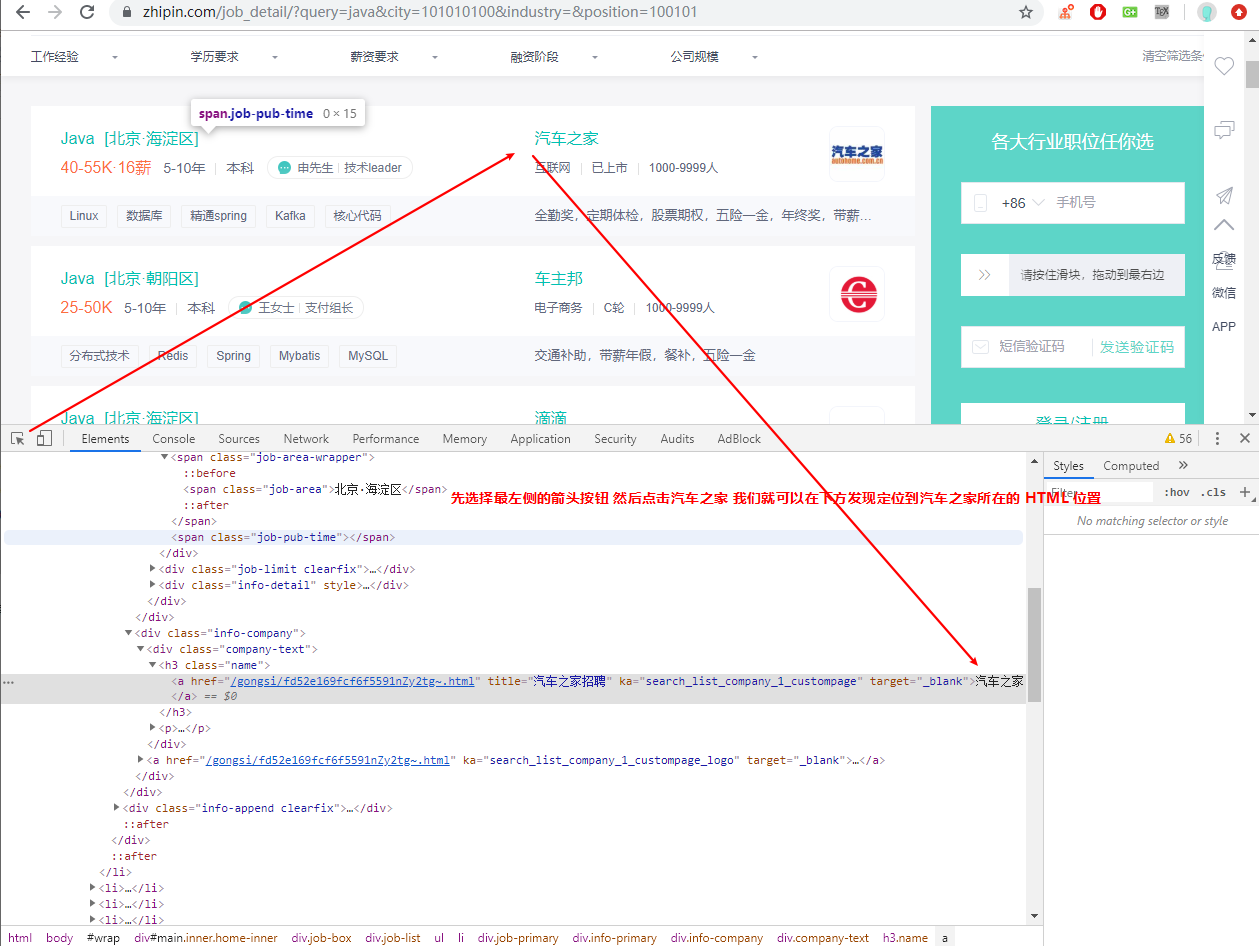 zhipin.com/job_detail/?query=java&city=101010100&industry=&position=100101
工作经验 学历要求 薪资要求 融资阶段 公司规模 清空筛选条
span.job-pub-time 0 × 15
Java [北京·海淀区] 汽车之家
40-55K·16薪 5-10年 本科 申先生 技术leader 互联网 已上市 1000-9999人
汽车之家
autohome.com.cn
Linux 数据库 精通spring Kafka 核心代码 全勤奖，定期体检，股票期权，五险一金，年终奖，带薪...
Java [北京·朝阳区] 车主邦
25-50K 5-10年 本科 王女士 支付组长 电子商务 C轮 1000-9999人
分布式技术 Redis Spring Mybatis MySQL 交通补助，带薪年假，餐补，五险一金
Java [北京·海淀区] 滴滴
各大行业职位任你选
+86 手机号
请按住滑块，拖动到最右边
短信验证码 发送验证码
登录/注册
反馈
微信
APP
Elements Console Sources Network Performance Memory Application Security Audits AdBlock 56
<span class="job-area-wrapper">
::before
<span class="job-area">北京·海淀区</span>
::after
</span>
<span class="job-pub-time"></span>
</div>
<div class="job-limit clearfix">…</div>
<div class="info-detail" style>…</div>
</div>
</div>
<div class="info-company">
<div class="company-text">
<h3 class="name">
<a href="/gongsi/fd52e169fcf6f5591nZy2tg~.html" title="汽车之家招聘" ka="search_list_company_1_custompage" target="_blank">汽车之家
</a> == $0
</h3>
<p>…</p>
</div>
<a href="/gongsi/fd52e169fcf6f5591nZy2tg~.html" ka="search_list_company_1_custompage_logo" target="_blank">…</a>
</div>
</div>
<div class="info-append clearfix">…</div>
::after
</div>
::after
</li>
<li>…</li>
<li>…</li>
<li>…</li>
先选择最左侧的箭头按钮 然后点击汽车之家 我们就可以在下方发现定位到汽车之家所在的 HTML 位置
Styles Computed
Filter :hov .cls
No matching selector or style
html body #wrap div#main.inner.home-inner div.job-box div.job-list ul li div.job-primary div.info-primary div.info-company div.company-text h3.name a